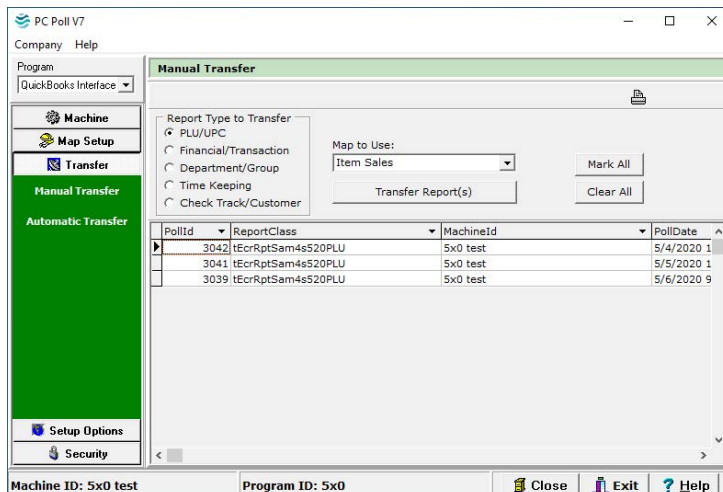 PC Poll V7
Company Help
Program
QuickBooks Interface
Machine
Map Setup
Transfer
Manual Transfer
Automatic Transfer
Setup Options
Security
Manual Transfer
Report Type to Transfer
PLU/UPC
Financial/Transaction
Department/Group
Time Keeping
Check Track/Customer
Map to Use:
Item Sales
Transfer Report(s)
Mark All
Clear All
PollId ReportClass MachineId PollDate
3042 tEcrRptSam4s520PLU 5x0 test 5/4/2020 1
3041 tEcrRptSam4s520PLU 5x0 test 5/5/2020 1
3039 tEcrRptSam4s520PLU 5x0 test 5/6/2020 9
Machine ID: 5x0 test Program ID: 5x0 Close Exit Help